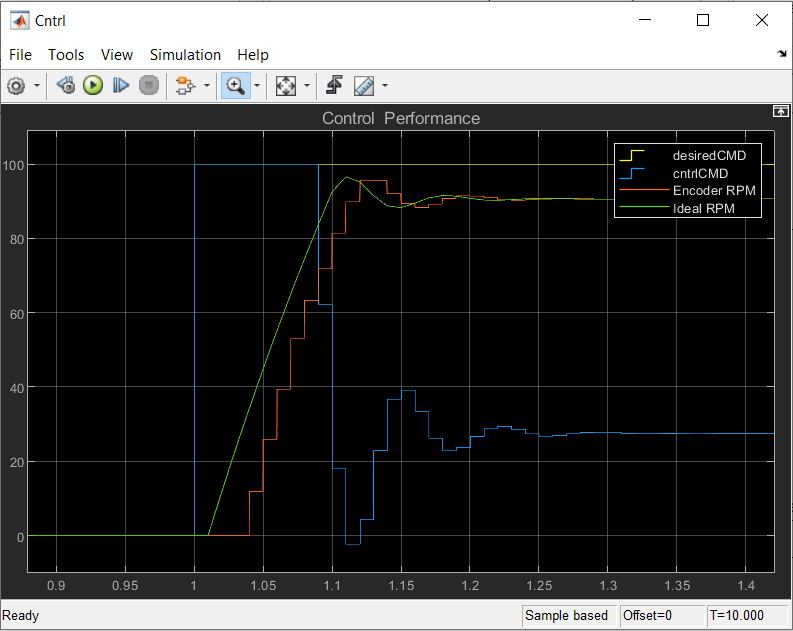 Cntrl
File Tools View Simulation Help
Control Performance
desiredCMD
cntrlCMD
Encoder RPM
Ideal RPM
100
80
60
40
20
0
0.9 0.95 1 1.05 1.1 1.15 1.2 1.25 1.3 1.35 1.4
Ready Sample based Offset=0 T=10.000